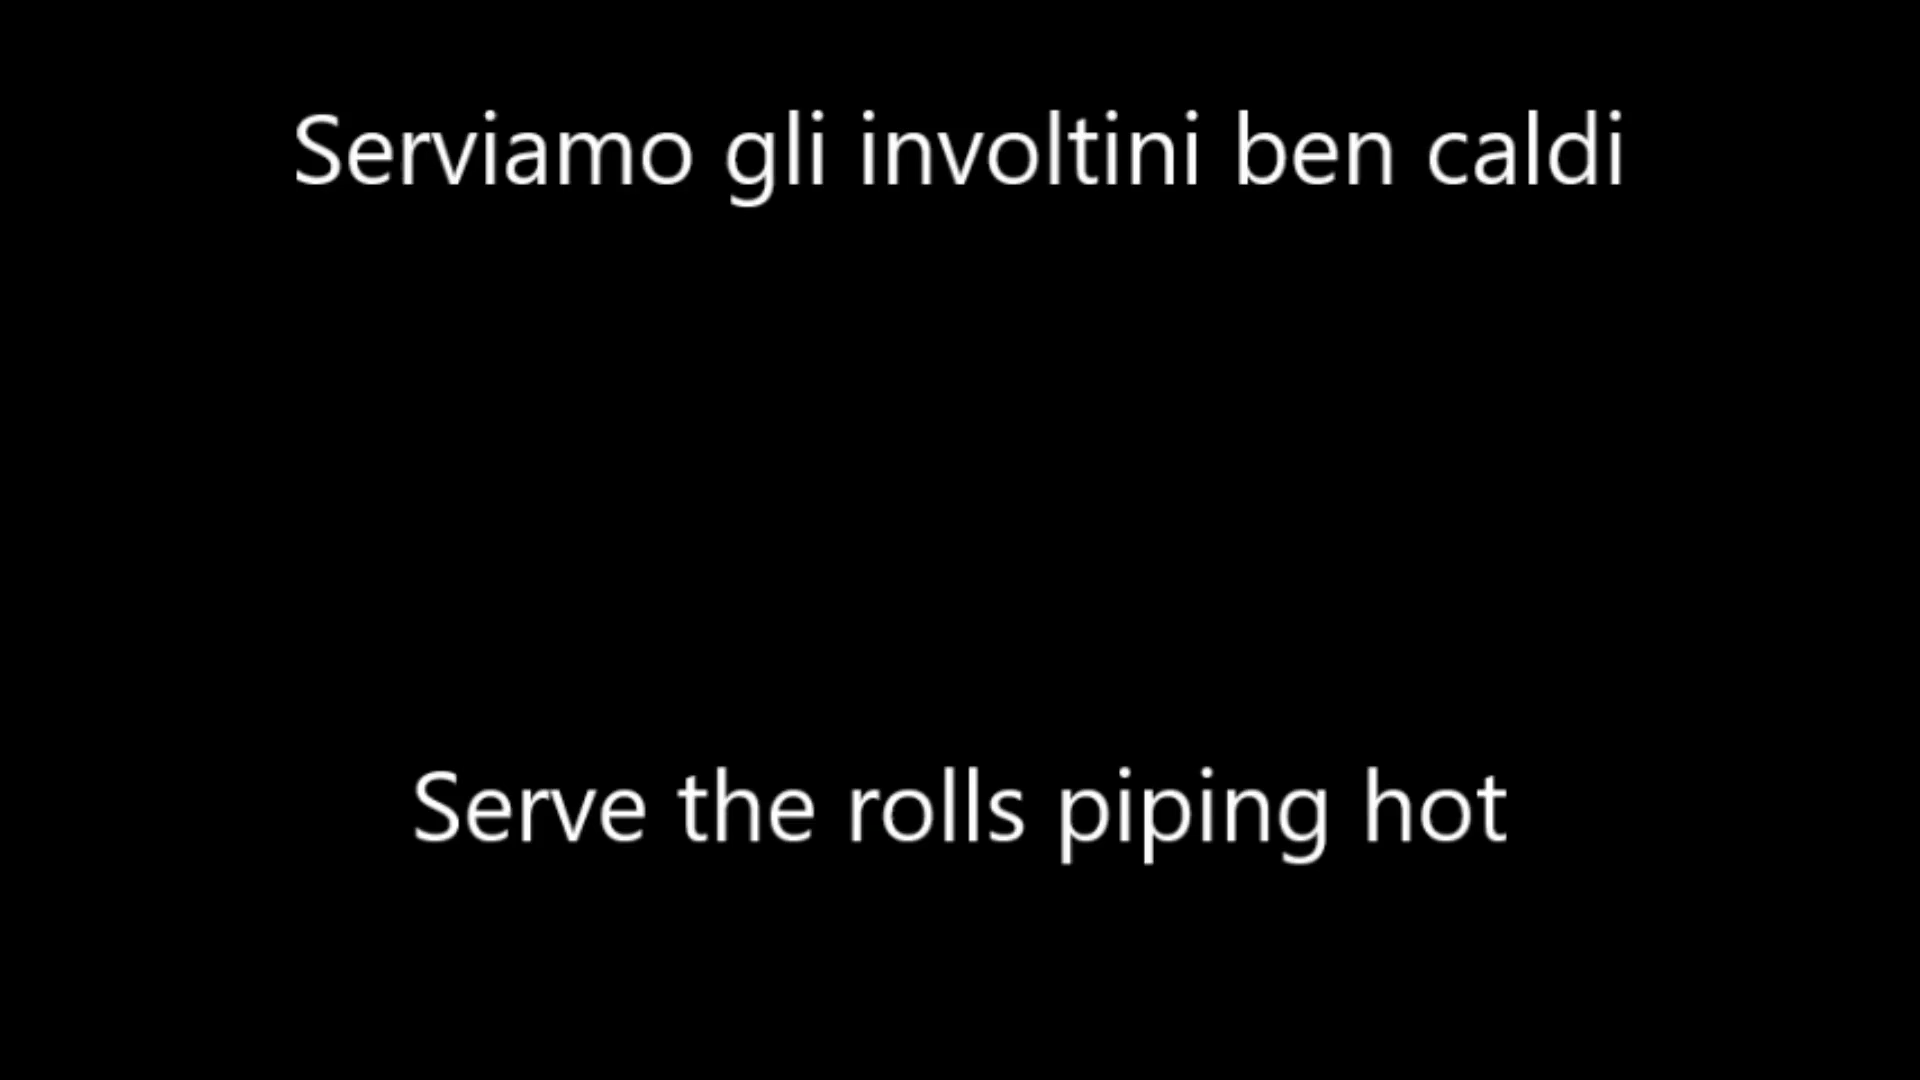 Serviamo gli involtini ben caldi
Serve the rolls piping hot